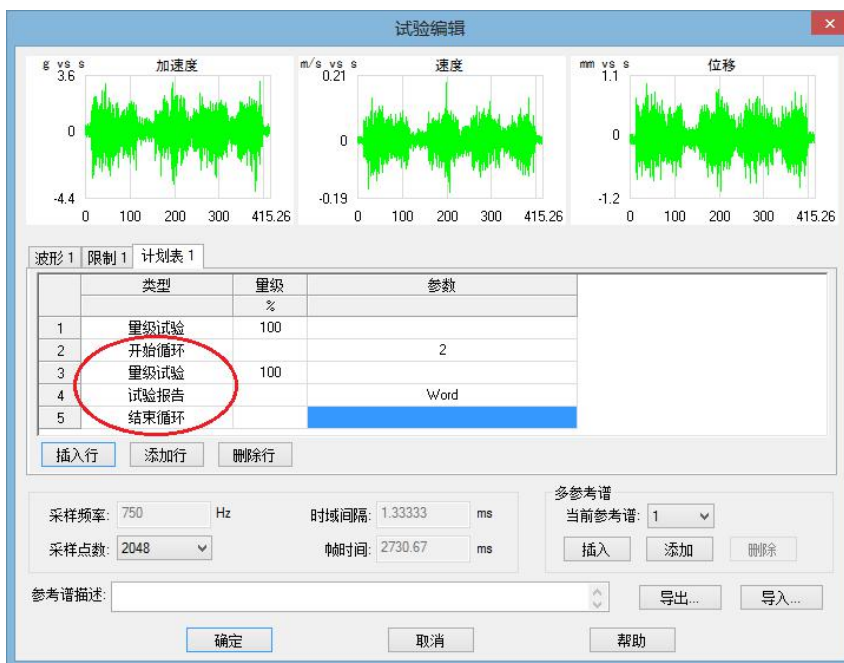 试验编辑
×
g vs s 加速度
3.6
0
-4.4
0 100 200 300 415.26
m/s vs s 速度
0.21
0
-0.19
0 100 200 300 415.26
mm vs s 位移
1.1
0
-1.2
0 100 200 300 415.26
波形 1 限制 1 计划表 1
类型 量级 参数
%
1 量级试验 100
2 开始循环 2
3 量级试验 100
4 试验报告 Word
5 结束循环
插入行 添加行 删除行
多参考谱
采样频率: 750 Hz 时域间隔: 1.33333 ms 当前参考谱: 1
采样点数: 2048 帧时间: 2730.67 ms 插入 添加 删除
参考谱描述: 导出... 导入...
确定 取消 帮助